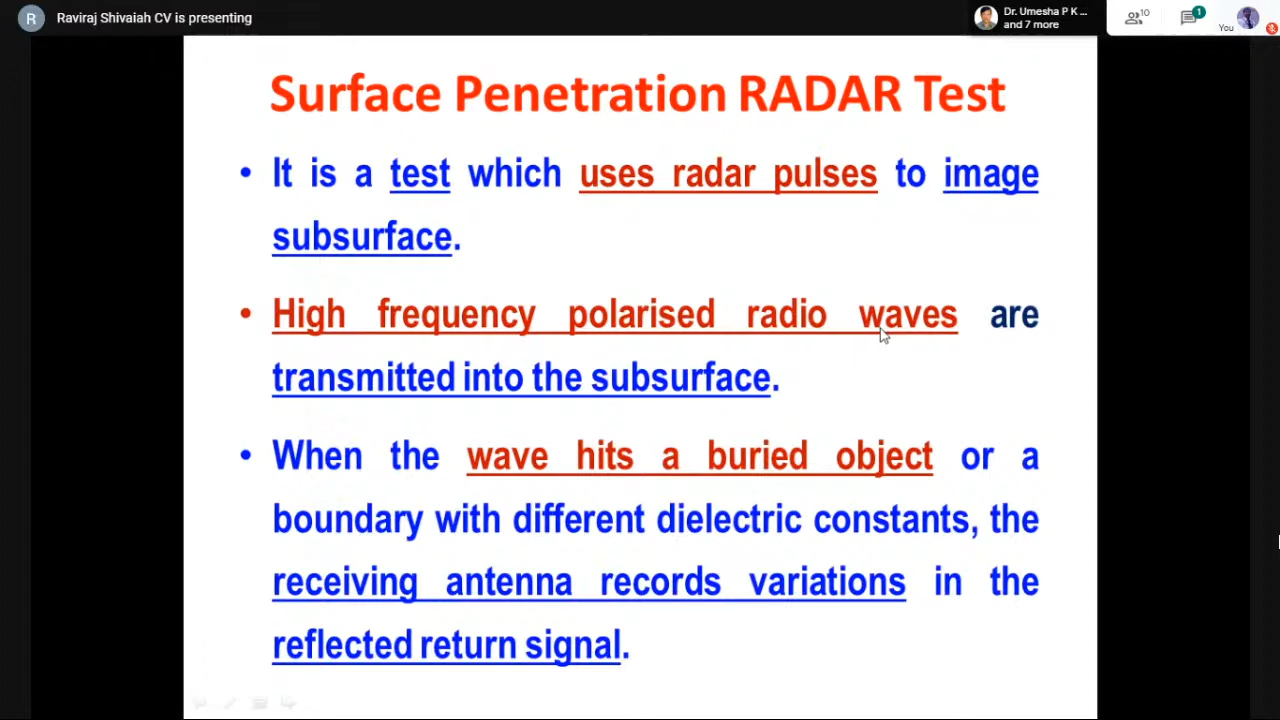 R
Raviraj Shivaiah CV is presenting
Dr. Umesha P K ...
and 7 more
10
1
You
Surface Penetration RADAR Test
• It is a test which uses radar pulses to image
subsurface.
• High frequency polarised radio waves are
transmitted into the subsurface.
• When the wave hits a buried object or a
boundary with different dielectric constants, the
receiving antenna records variations in the
reflected return signal.